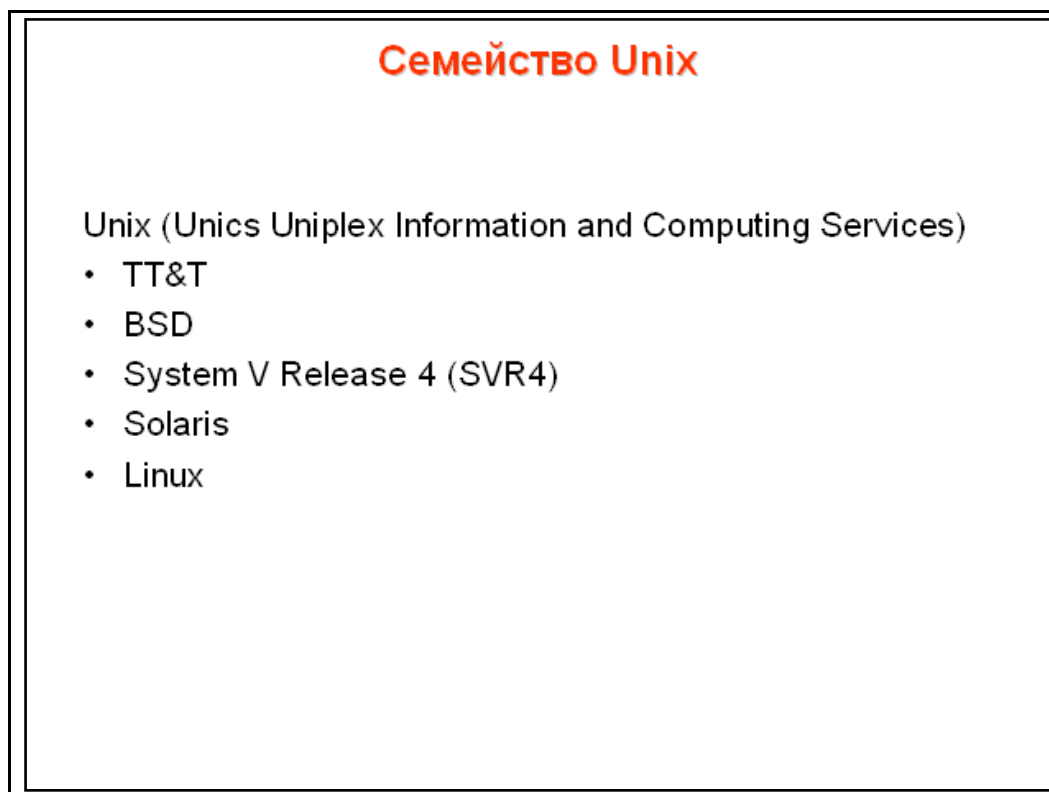 Семейство Unix
Unix (Unics Uniplex Information and Computing Services)
• TT&T
• BSD
• System V Release 4 (SVR4)
• Solaris
• Linux